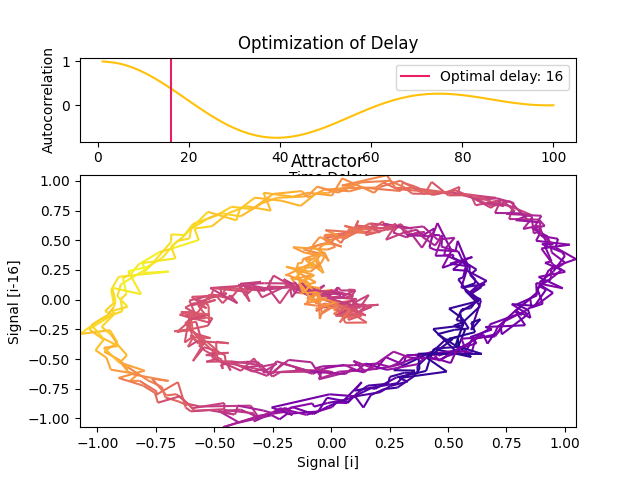 Optimization of Delay
Autocorrelation
1
0
Optimal delay: 16
0 20 40 60 80 100
Time Delay
Attractor
Signal [i-16]
1.00
0.75
0.50
0.25
0.00
−0.25
−0.50
−0.75
−1.00
−1.00 −0.75 −0.50 −0.25 0.00 0.25 0.50 0.75 1.00
Signal [i]